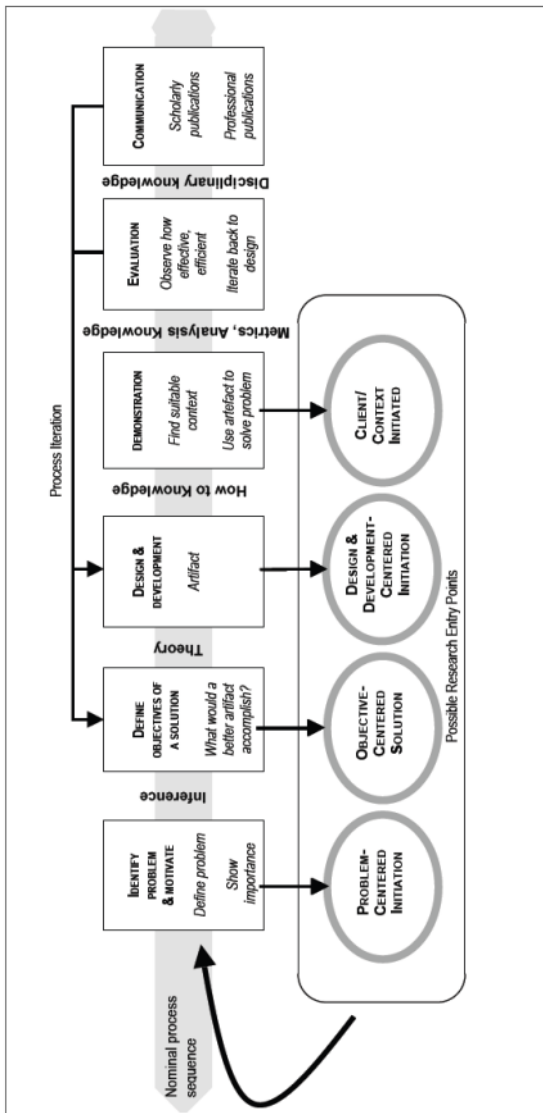 Process Iteration
Nominal process
sequence
IDENTIFY
PROBLEM
& MOTIVATE
Define problem
Show
importance
Inference
DEFINE
OBJECTIVES OF
A SOLUTION
What would a
better artifact
accomplish?
Theory
DESIGN &
DEVELOPMENT
Artifact
How to Knowledge
DEMONSTRATION
Find suitable
context
Use artefact to
solve problem
Metrics, Analysis Knowledge
EVALUATION
Observe how
effective,
efficient
Iterate back to
design
Disciplinary knowledge
COMMUNICATION
Scholarly
publications
Professional
publications
PROBLEM-
CENTERED
INITIATION
OBJECTIVE-
CENTERED
SOLUTION
DESIGN &
DEVELOPMENT-
CENTERED
INITIATION
CLIENT/
CONTEXT
INITIATED
Possible Research Entry Points